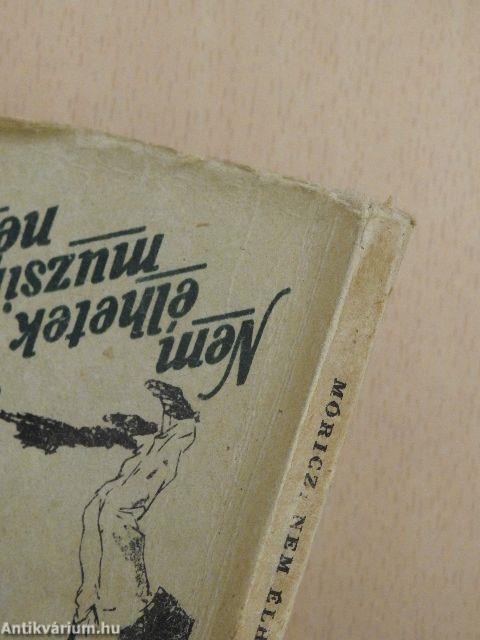 Nem
élhetek
muzsi
né
MÓRICZ: NEM ÉLH
Antikvárium.hu